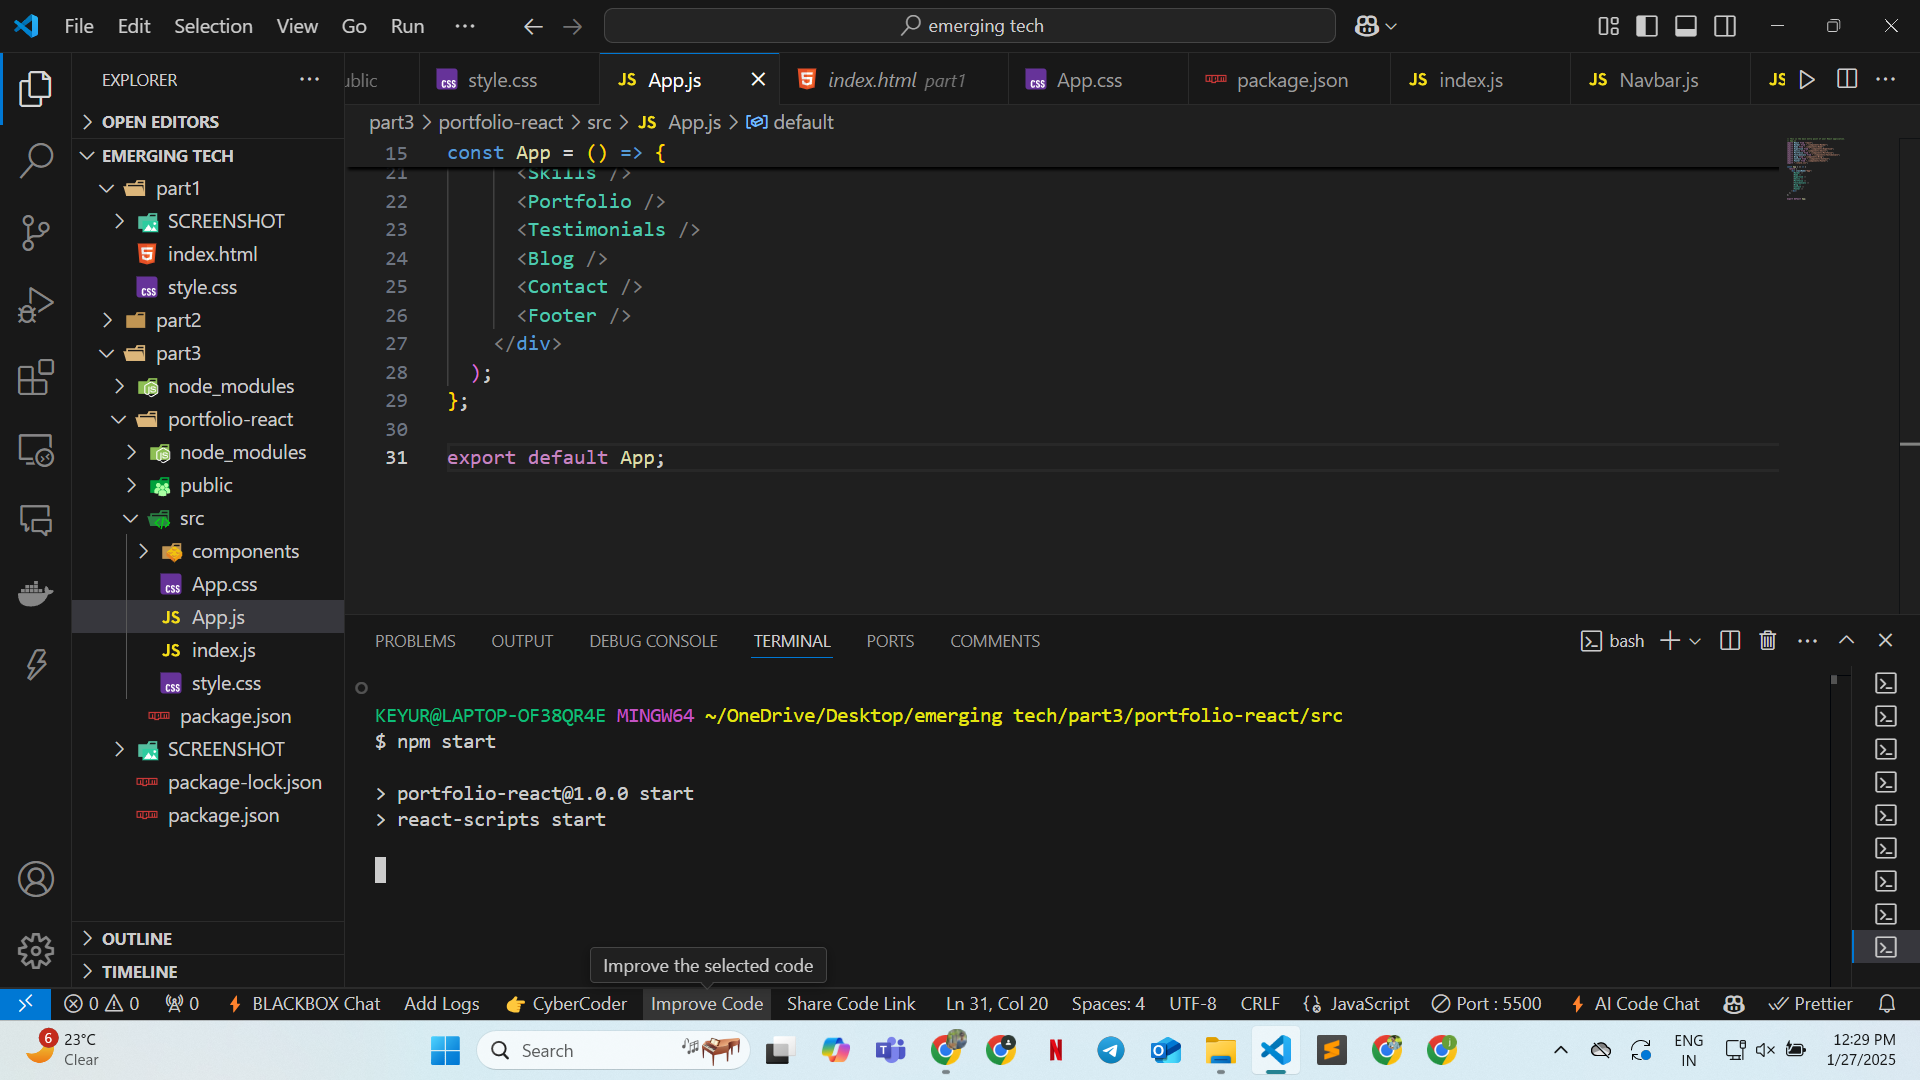 File Edit Selection View Go Run ···
emerging tech
EXPLORER
OPEN EDITORS
EMERGING TECH
part1
SCREENSHOT
index.html
style.css
part2
part3
node_modules
portfolio-react
node_modules
public
src
components
App.css
App.js
index.js
style.css
package.json
SCREENSHOT
package-lock.json
package.json
OUTLINE
TIMELINE
ublic style.css App.js index.html part1 App.css package.json index.js Navbar.js
part3 > portfolio-react > src > JS App.js > default
15 const App = () => {
21 <Skills />
22 <Portfolio />
23 <Testimonials />
24 <Blog />
25 <Contact />
26 <Footer />
27 </div>
28 );
29 };
30
31 export default App;
PROBLEMS OUTPUT DEBUG CONSOLE TERMINAL PORTS COMMENTS
bash
KEYUR@LAPTOP-OF38QR4E MINGW64 ~/OneDrive/Desktop/emerging tech/part3/portfolio-react/src
$ npm start
> portfolio-react@1.0.0 start
> react-scripts start
Improve the selected code
0 0 0 BLACKBOX Chat Add Logs CyberCoder Improve Code Share Code Link Ln 31, Col 20 Spaces: 4 UTF-8 CRLF JavaScript Port : 5500 AI Code Chat Prettier
6 23°C
Clear
Search
ENG
IN
12:29 PM
1/27/2025